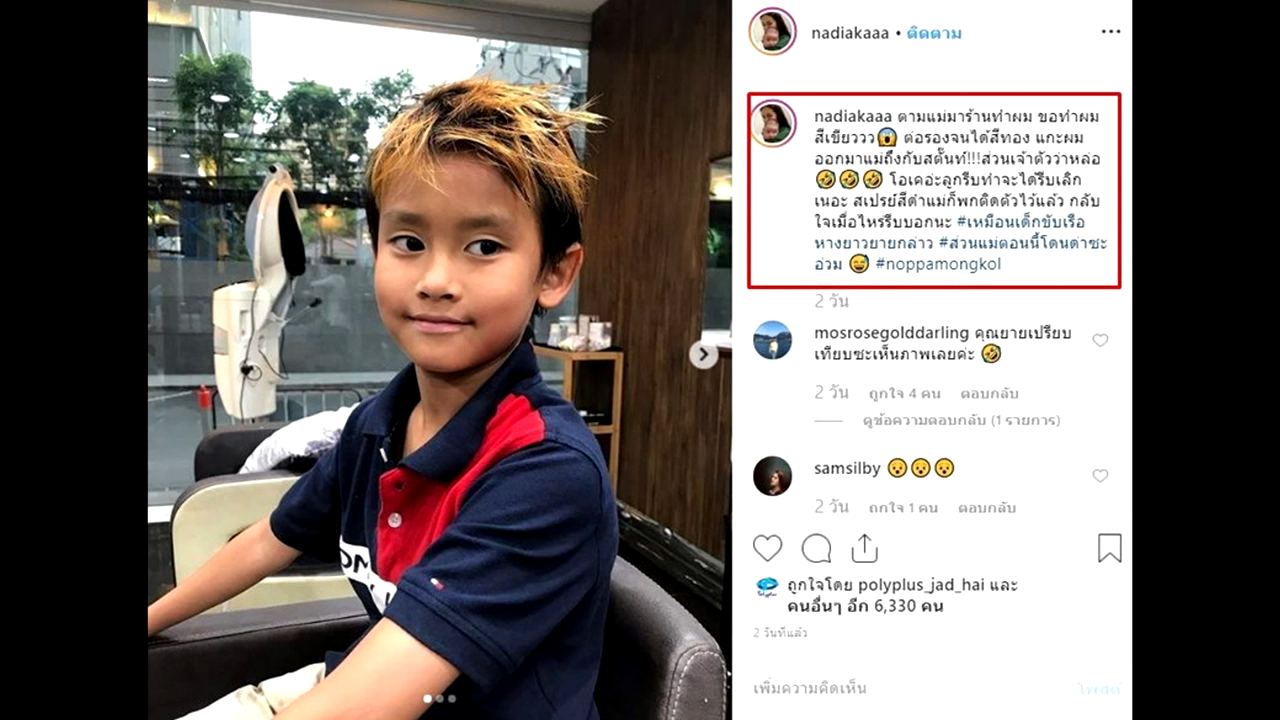 nadiakaaa • ติดตาม
nadiakaaa ตามแม่มาร้านทำผม ขอทำผม
สีเขียววว😱 ต่อรองจนได้สีทอง แกะผม
ออกมาแม่ถึงกับสตั๊นท์!!!ส่วนเจ้าตัวว่าหล่อ
🤣🤣🤣 โอเคอ่ะลูกรีบทำจะได้รีบเลิก
เนอะ สเปรย์สีดำแม่ก็พกติดตัวไว้แล้ว กลับ
ใจเมื่อไหร่รีบบอกนะ #เหมือนเด็กขับเรือ
หางยาวยายกล่าว #ส่วนแม่ตอนนี้โดนด่าซะ
อ่วม 😅 #noppamongkol
2 วัน
mosrosegolddarling คุณยายเปรียบ
เทียบซะเห็นภาพเลยค่ะ 🤣
2 วัน ถูกใจ 4 คน ตอบกลับ
ดูข้อความตอบกลับ (1 รายการ)
samsilby 😮😮😮
2 วัน ถูกใจ 1 คน ตอบกลับ
ถูกใจโดย polyplus_jad_hai และ
คนอื่นๆ อีก 6,330 คน
2 วันที่แล้ว
เพิ่มความคิดเห็น
โพสต์